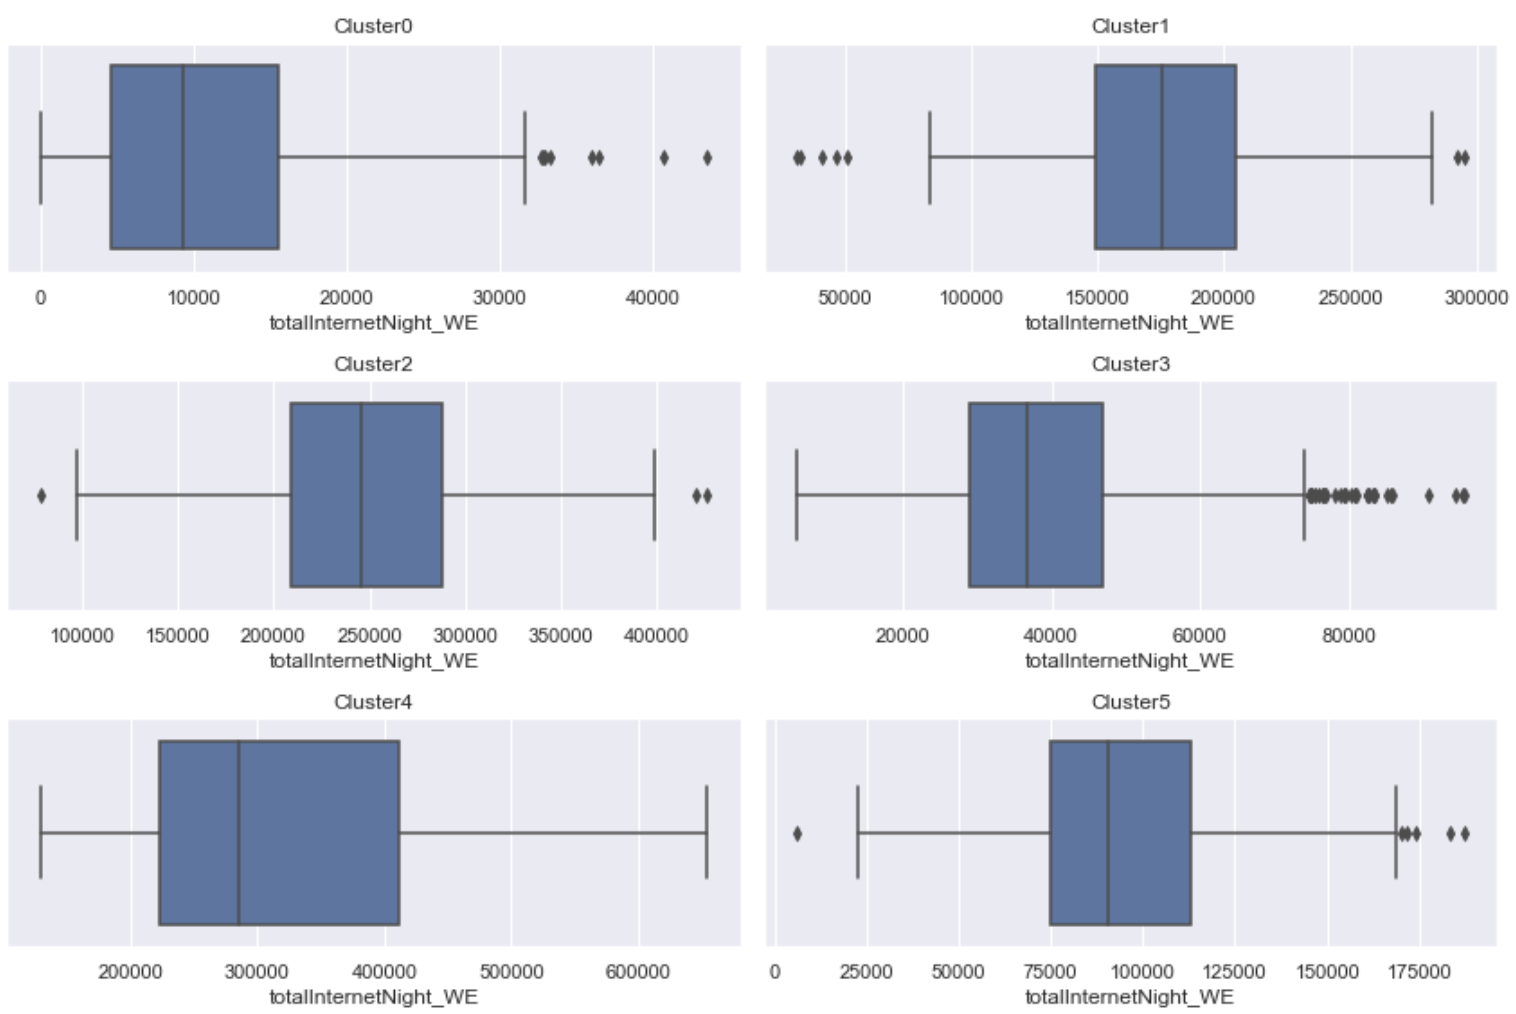 Cluster0
0 10000 20000 30000 40000
totalInternetNight_WE
Cluster1
50000 100000 150000 200000 250000 300000
totalInternetNight_WE
Cluster2
100000 150000 200000 250000 300000 350000 400000
totalInternetNight_WE
Cluster3
20000 40000 60000 80000
totalInternetNight_WE
Cluster4
200000 300000 400000 500000 600000
totalInternetNight_WE
Cluster5
0 25000 50000 75000 100000 125000 150000 175000
totalInternetNight_WE